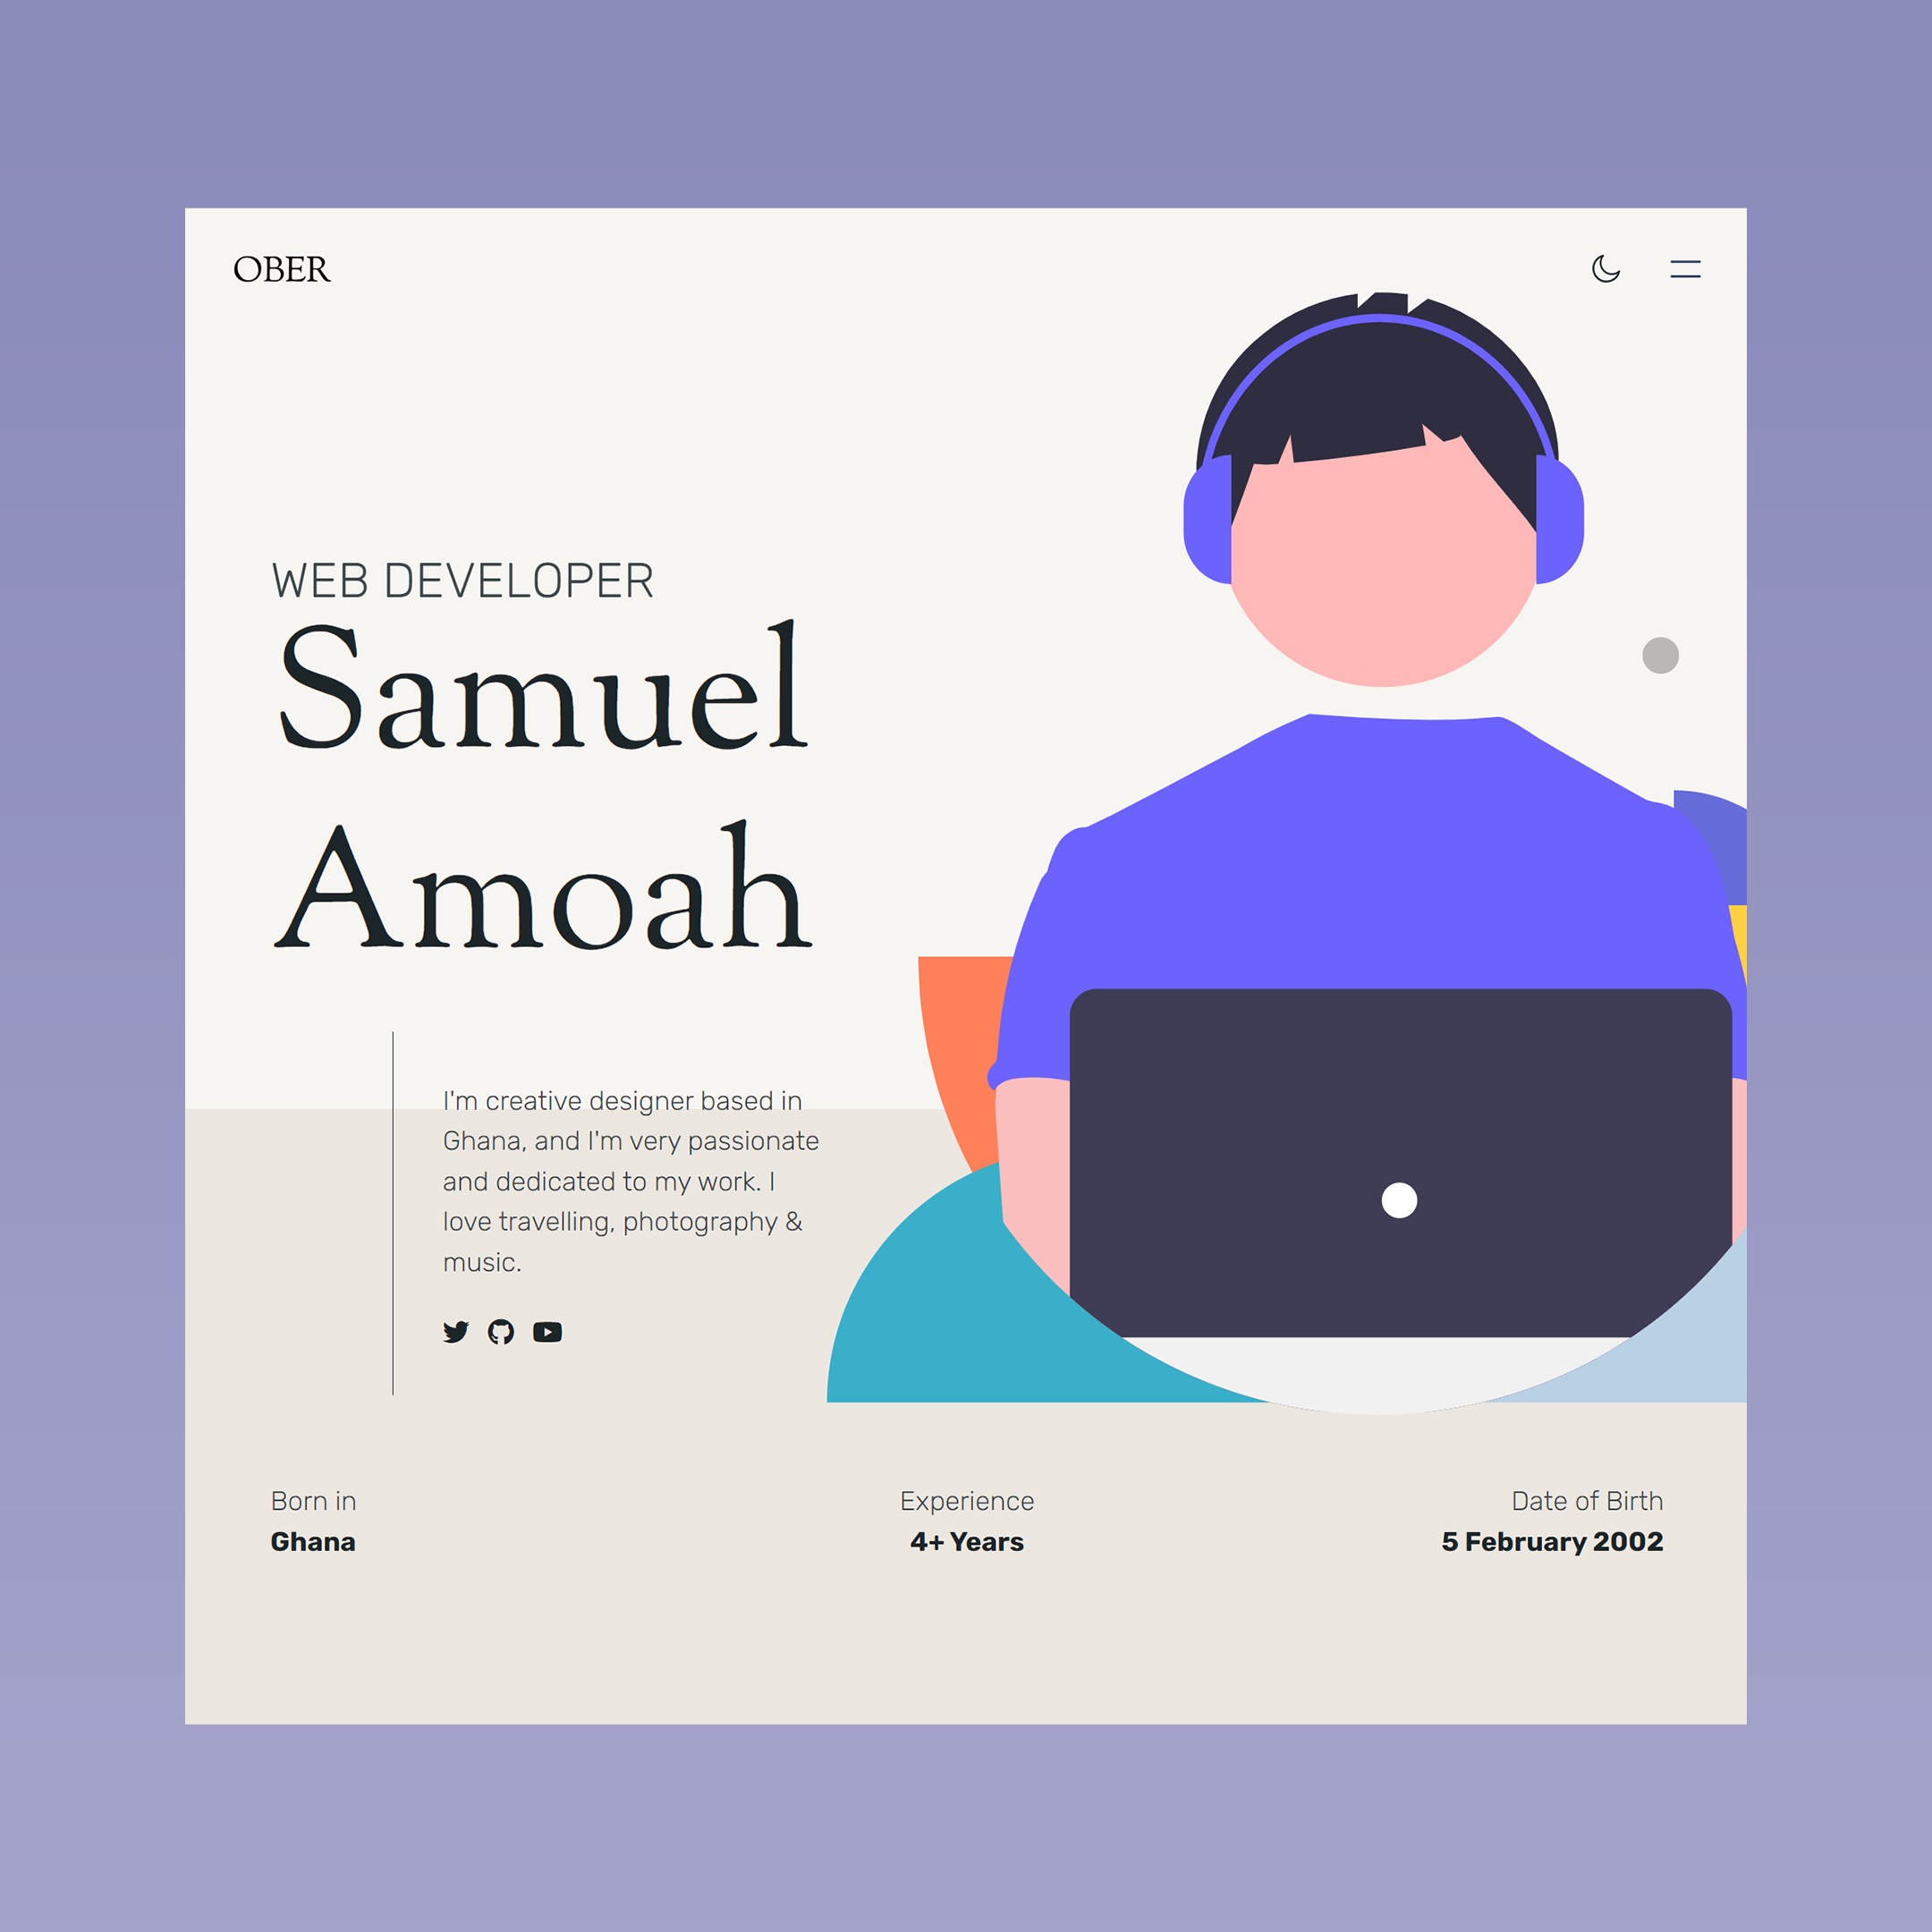 OBER
WEB DEVELOPER
Samuel
Amoah
I'm creative designer based in
Ghana, and I'm very passionate
and dedicated to my work. I
love travelling, photography &
music.
Born in
Ghana
Experience
4+ Years
Date of Birth
5 February 2002